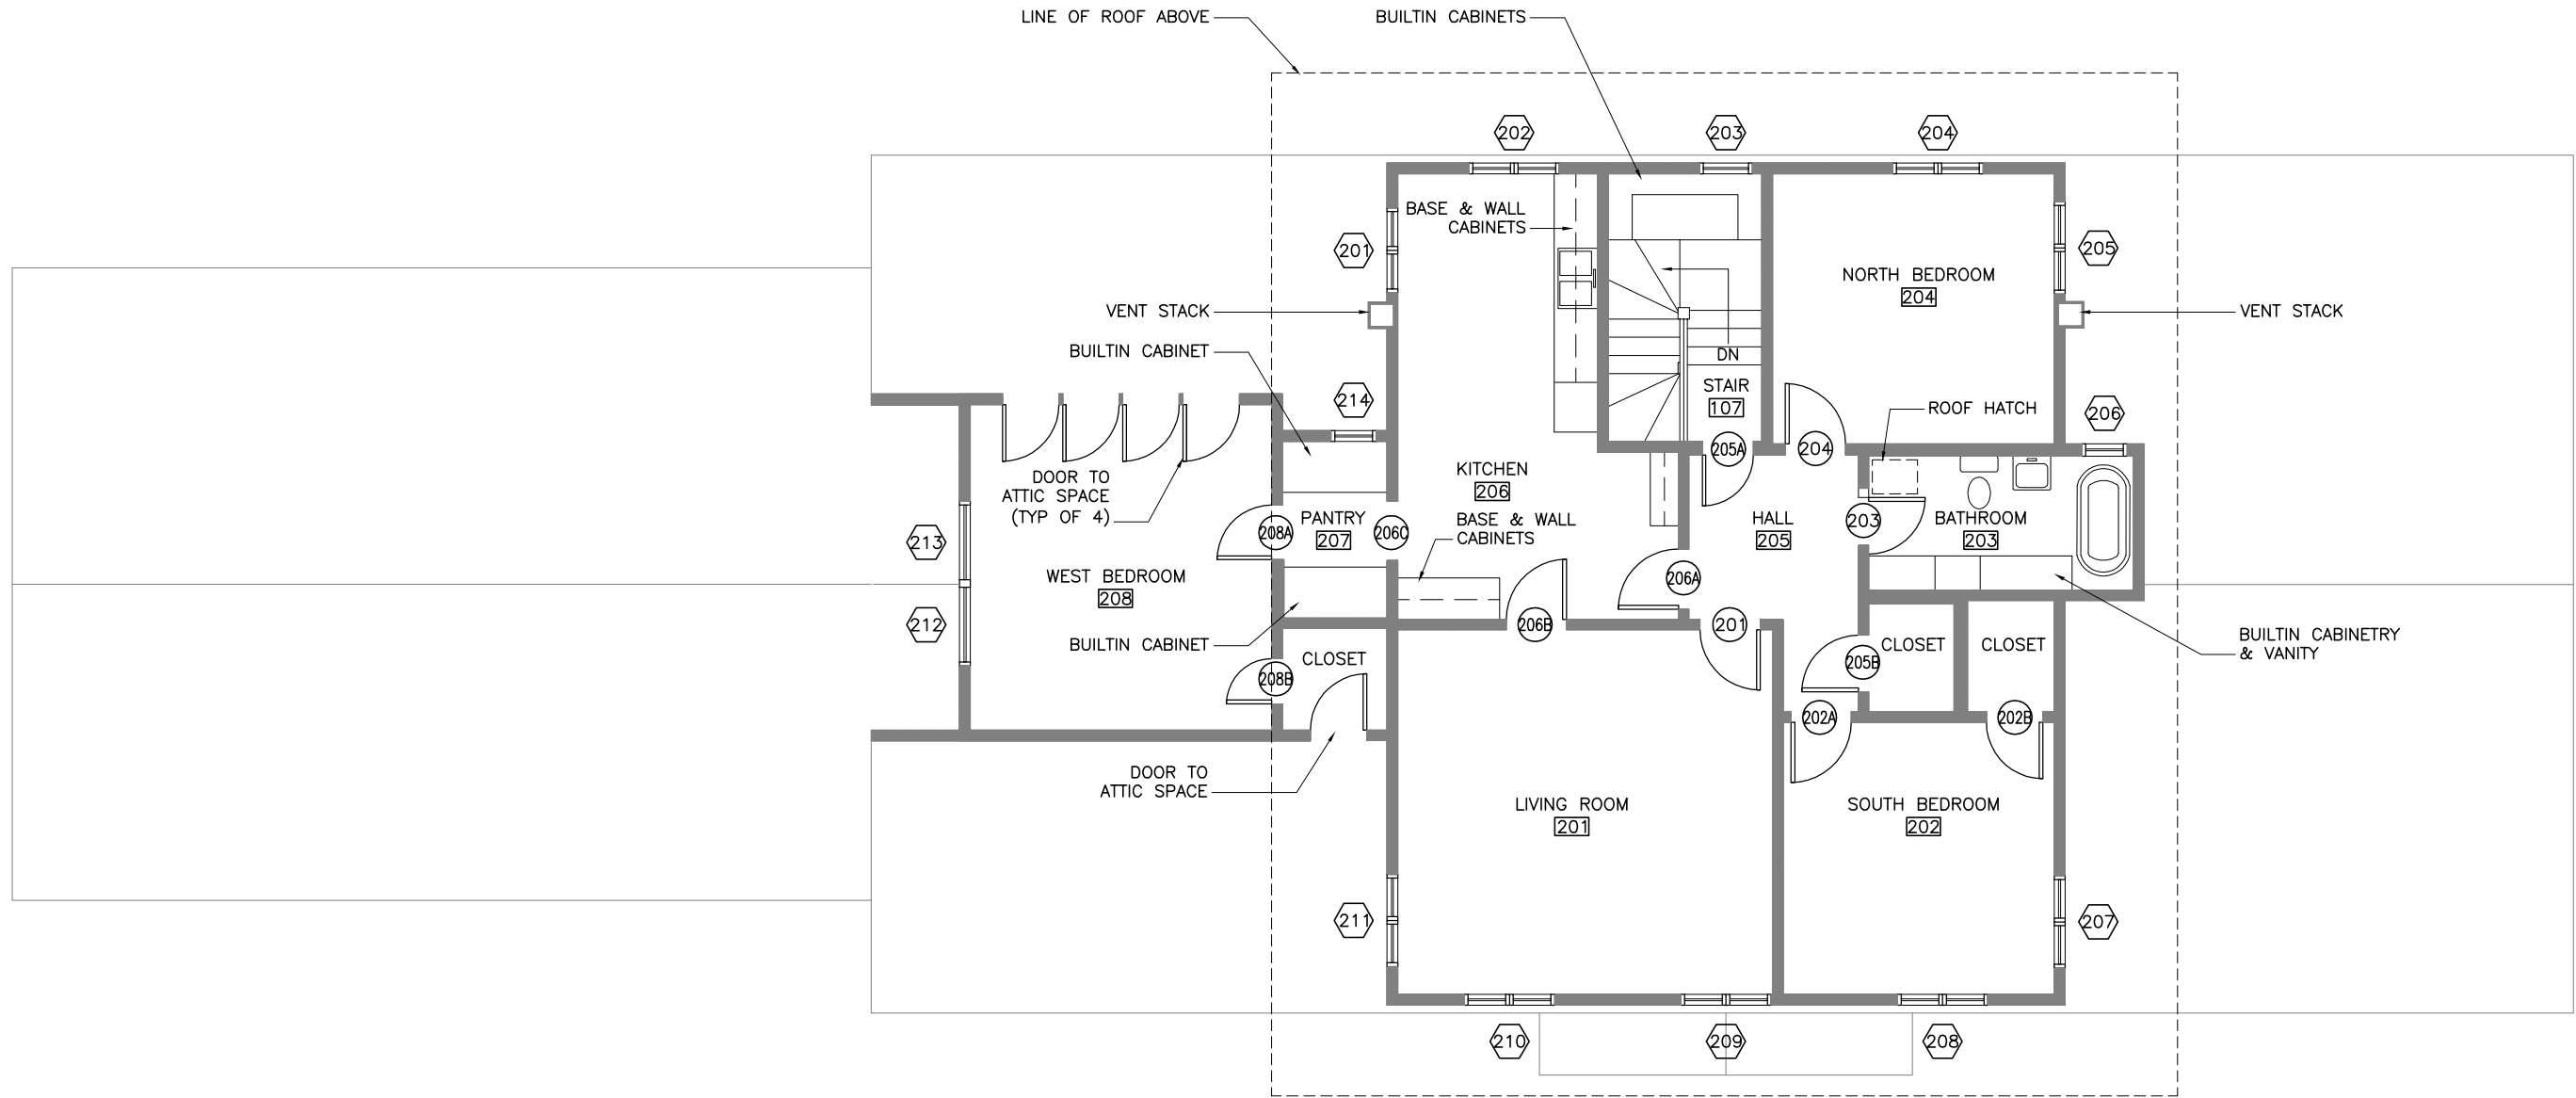 LINE OF ROOF ABOVE
BUILTIN CABINETS
202
203
204
BASE & WALL
CABINETS
201
205
NORTH BEDROOM
204
VENT STACK
VENT STACK
BUILTIN CABINET
DN
STAIR
107
214
ROOF HATCH
206
205A
204
KITCHEN
206
DOOR TO
ATTIC SPACE
(TYP OF 4)
BASE & WALL
CABINETS
PANTRY
207
208A
206C
HALL
205
203
BATHROOM
203
213
WEST BEDROOM
208
206A
212
206B
201
BUILTIN CABINET
BUILTIN CABINETRY
& VANITY
CLOSET
CLOSET
CLOSET
205B
208B
202A
202B
DOOR TO
ATTIC SPACE
LIVING ROOM
201
SOUTH BEDROOM
202
211
207
210
209
208